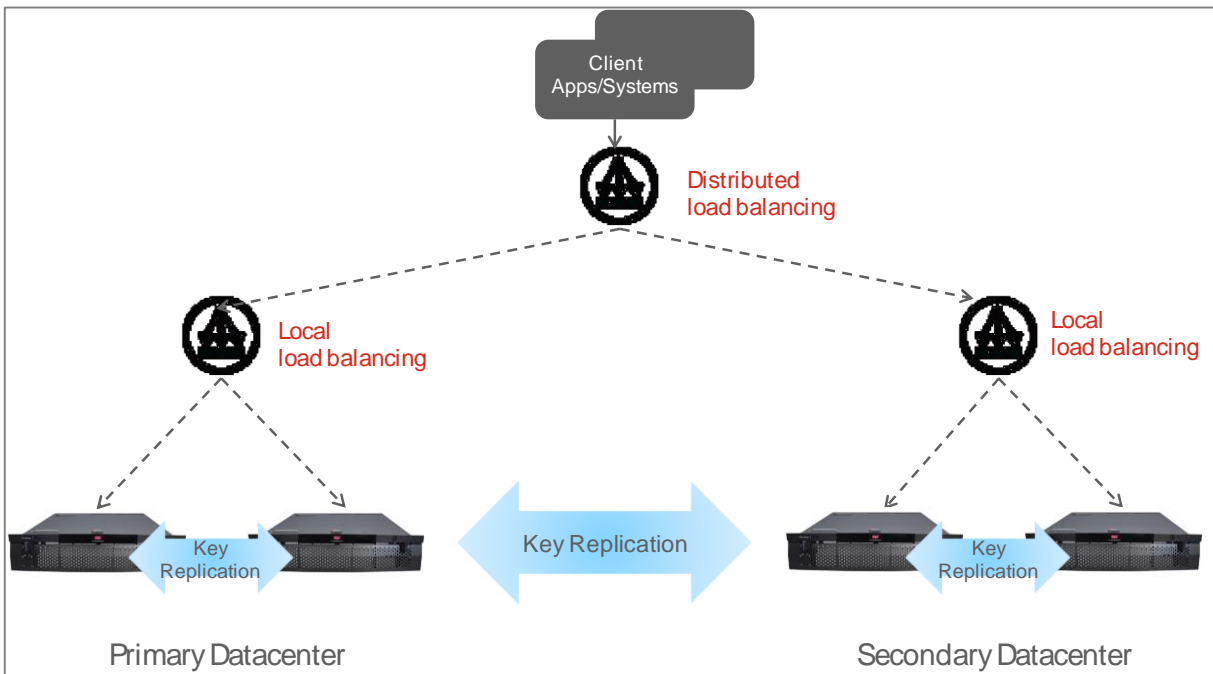 Client
Apps/Systems
Distributed
load balancing
Local
load balancing
Local
load balancing
Key
Replication
Key Replication
Key
Replication
Primary Datacenter
Secondary Datacenter